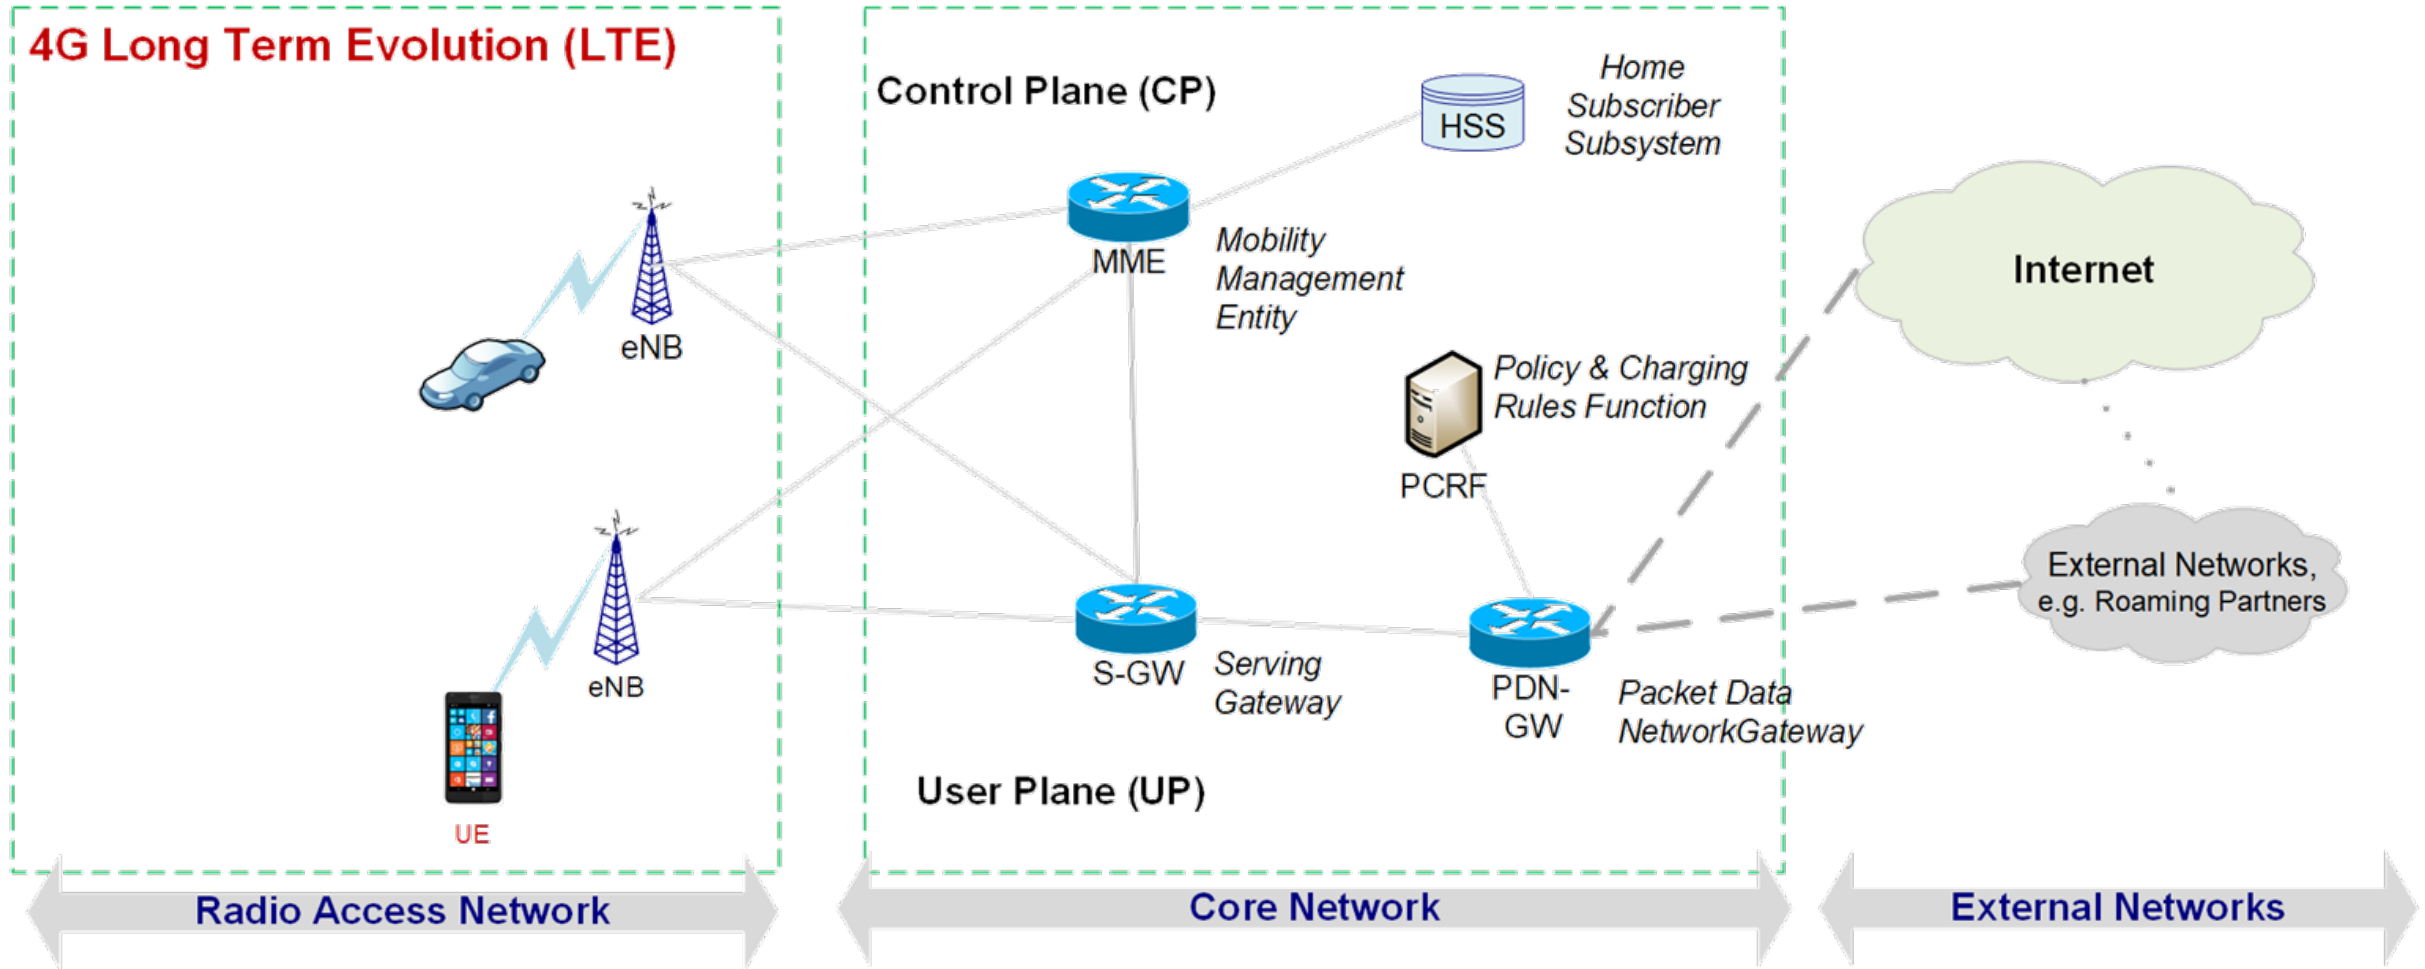 4G Long Term Evolution (LTE)
Control Plane (CP)
HSS
Home
Subscriber
Subsystem
MME
Mobility
Management
Entity
eNB
Internet
Policy & Charging
Rules Function
PCRF
eNB
External Networks,
e.g. Roaming Partners
S-GW
Serving
Gateway
PDN-
GW
Packet Data
NetworkGateway
UE
User Plane (UP)
Radio Access Network
Core Network
External Networks